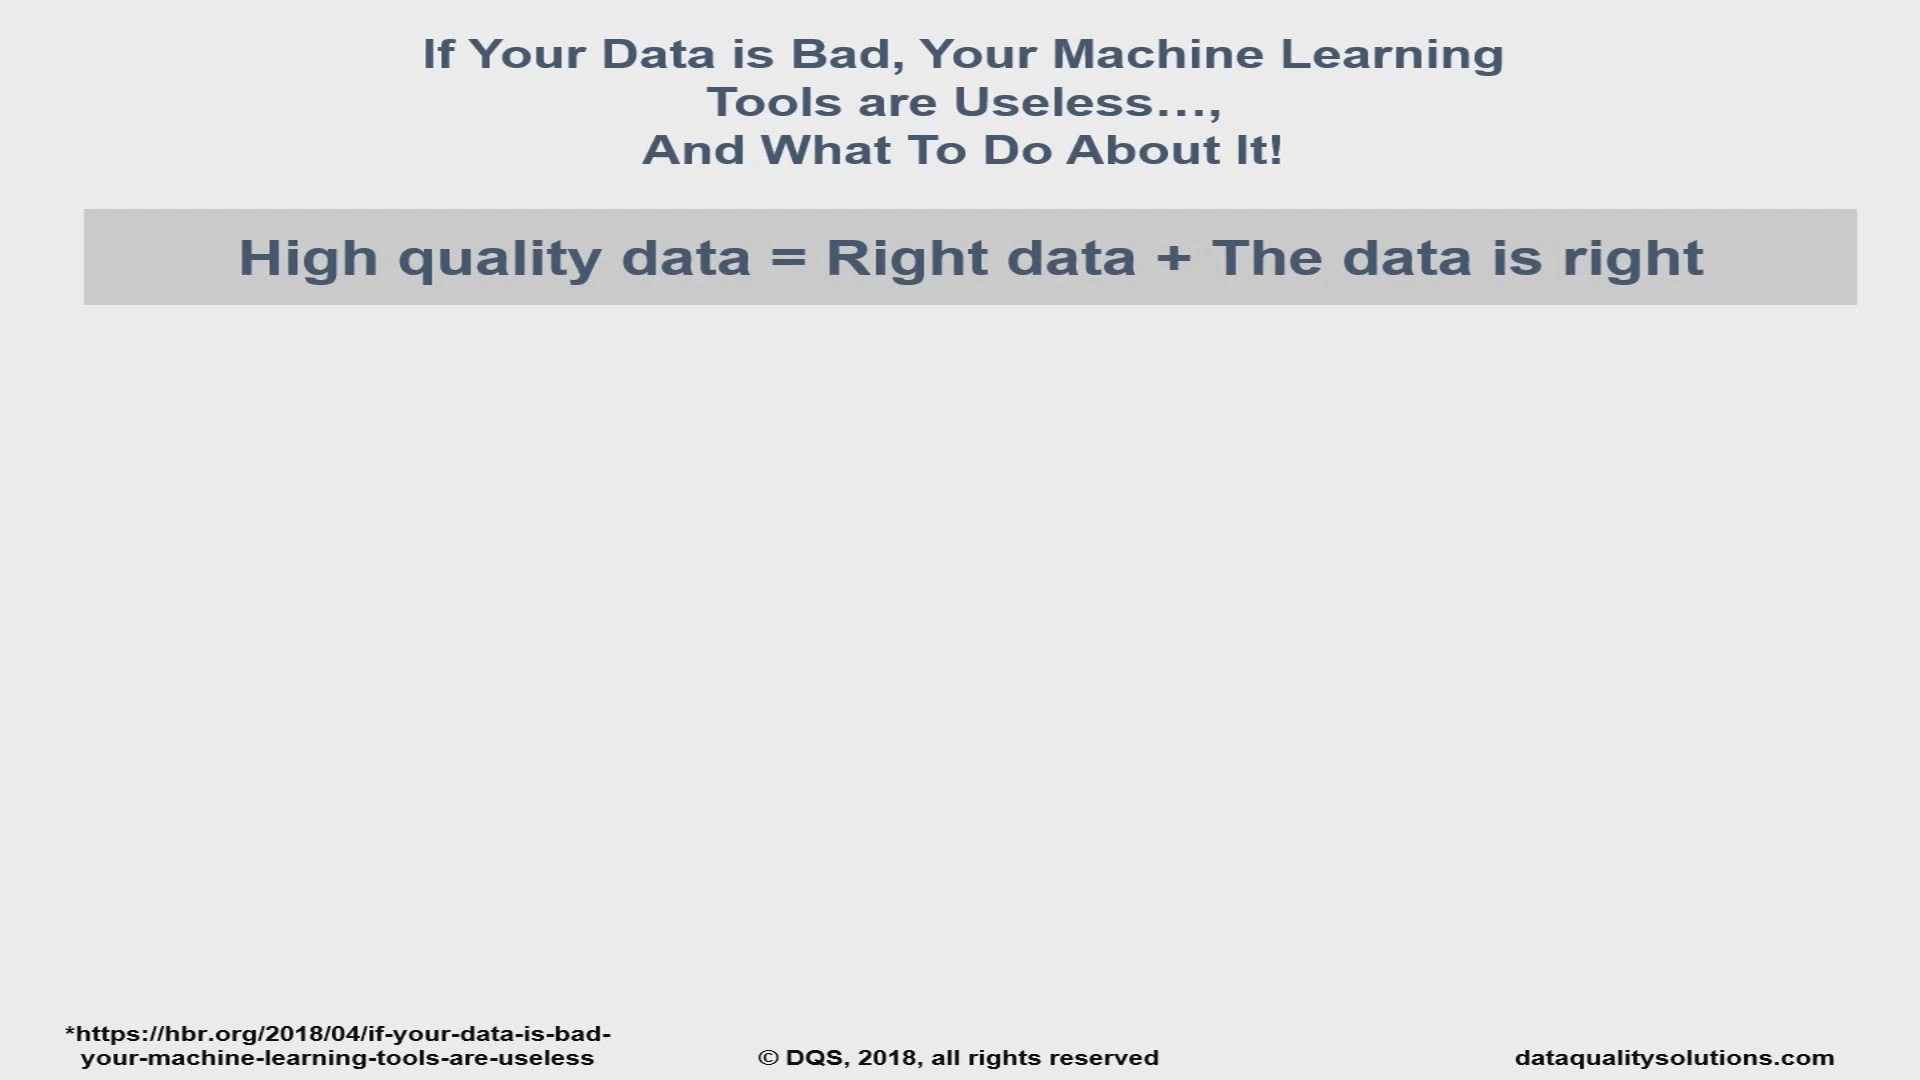 If Your Data is Bad, Your Machine Learning
Tools are Useless…,
And What To Do About It!
High quality data = Right data + The data is right
*https://hbr.org/2018/04/if-your-data-is-bad-
your-machine-learning-tools-are-useless
© DQS, 2018, all rights reserved
dataqualitysolutions.com